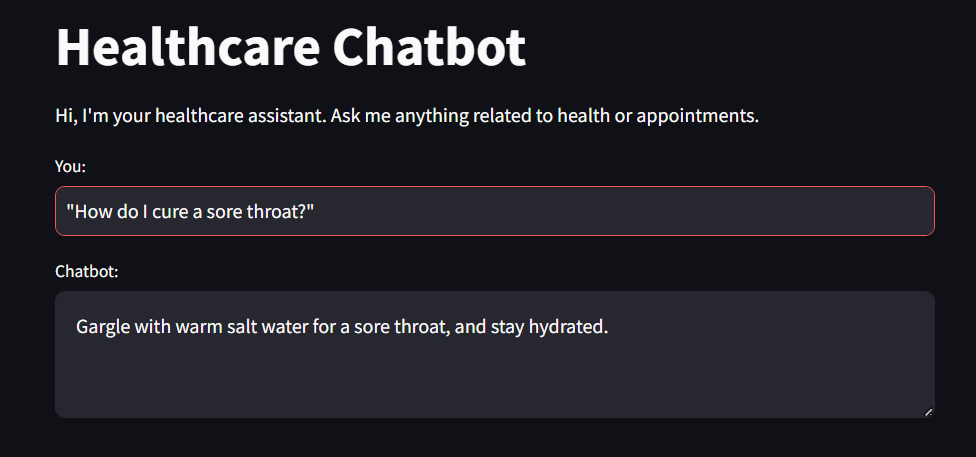 Healthcare Chatbot
Hi, I'm your healthcare assistant. Ask me anything related to health or appointments.
You:
"How do I cure a sore throat?"
Chatbot:
Gargle with warm salt water for a sore throat, and stay hydrated.